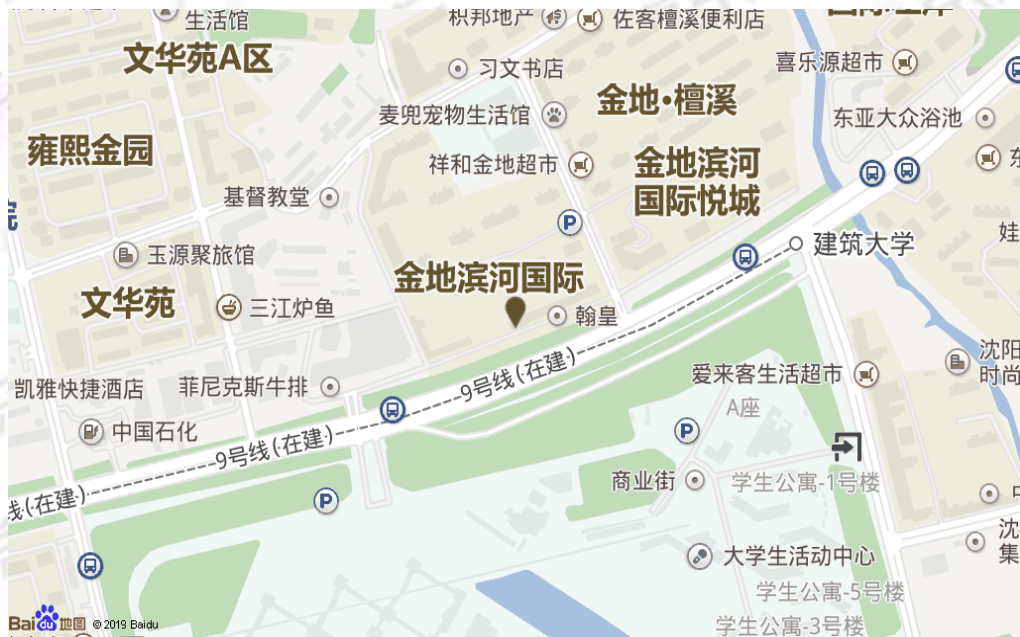 生活馆
枳邦地产
佐客檀溪便利店
文华苑A区
习文书店
喜乐源超市
金地·檀溪
麦兜宠物生活馆
东亚大众浴池
雍熙金园
祥和金地超市
金地滨河
国际悦城
基督教堂
建筑大学
玉源聚旅馆
金地滨河国际
文华苑
三江炉鱼
翰皇
沈阳
时尚
9号线(在建)
爱来客生活超市
凯雅快捷酒店
菲尼克斯牛排
A座
中国石化
9号线(在建)
商业街
学生公寓-1号楼
线(在建)
大学生活动中心
学生公寓-5号楼
学生公寓-3号楼
沈
集
Bai du 地图 © 2019 Baidu